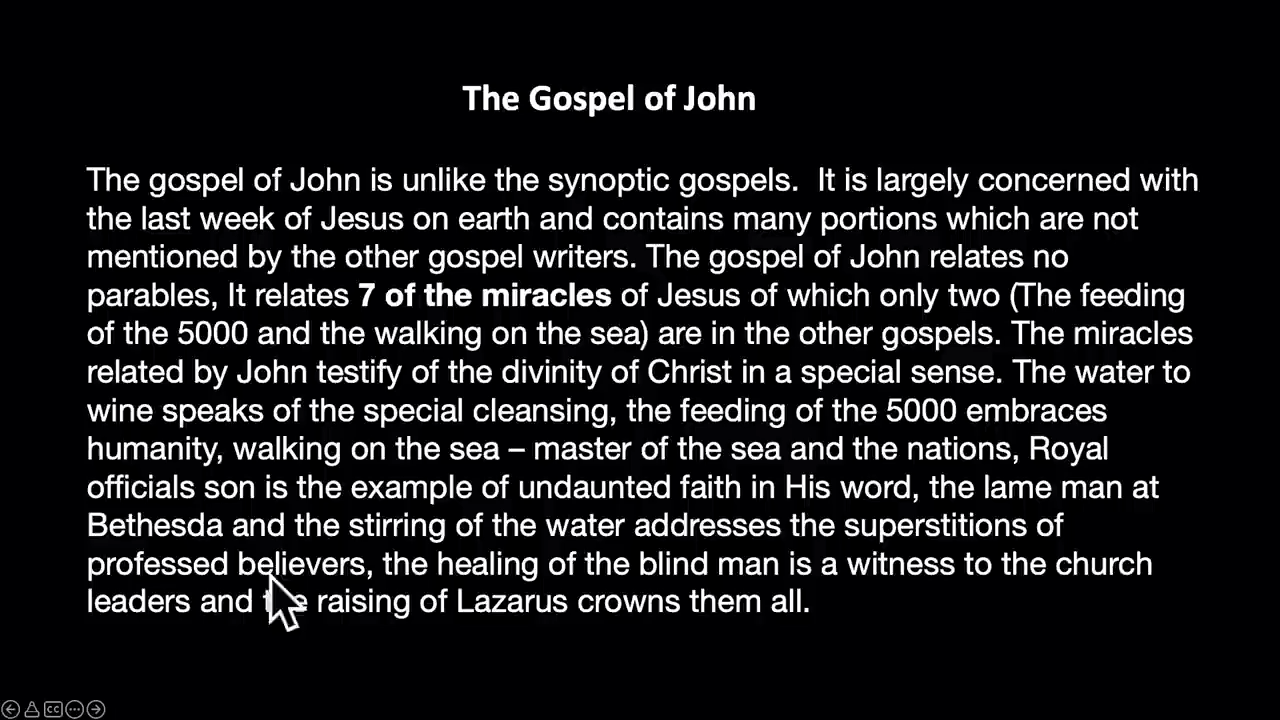 The Gospel of John
The gospel of John is unlike the synoptic gospels.  It is largely concerned with
the last week of Jesus on earth and contains many portions which are not
mentioned by the other gospel writers. The gospel of John relates no
parables, It relates 7 of the miracles of Jesus of which only two (The feeding
of the 5000 and the walking on the sea) are in the other gospels. The miracles
related by John testify of the divinity of Christ in a special sense. The water to
wine speaks of the special cleansing, the feeding of the 5000 embraces
humanity, walking on the sea – master of the sea and the nations, Royal
officials son is the example of undaunted faith in His word, the lame man at
Bethesda and the stirring of the water addresses the superstitions of
professed believers, the healing of the blind man is a witness to the church
leaders and the raising of Lazarus crowns them all.
CC